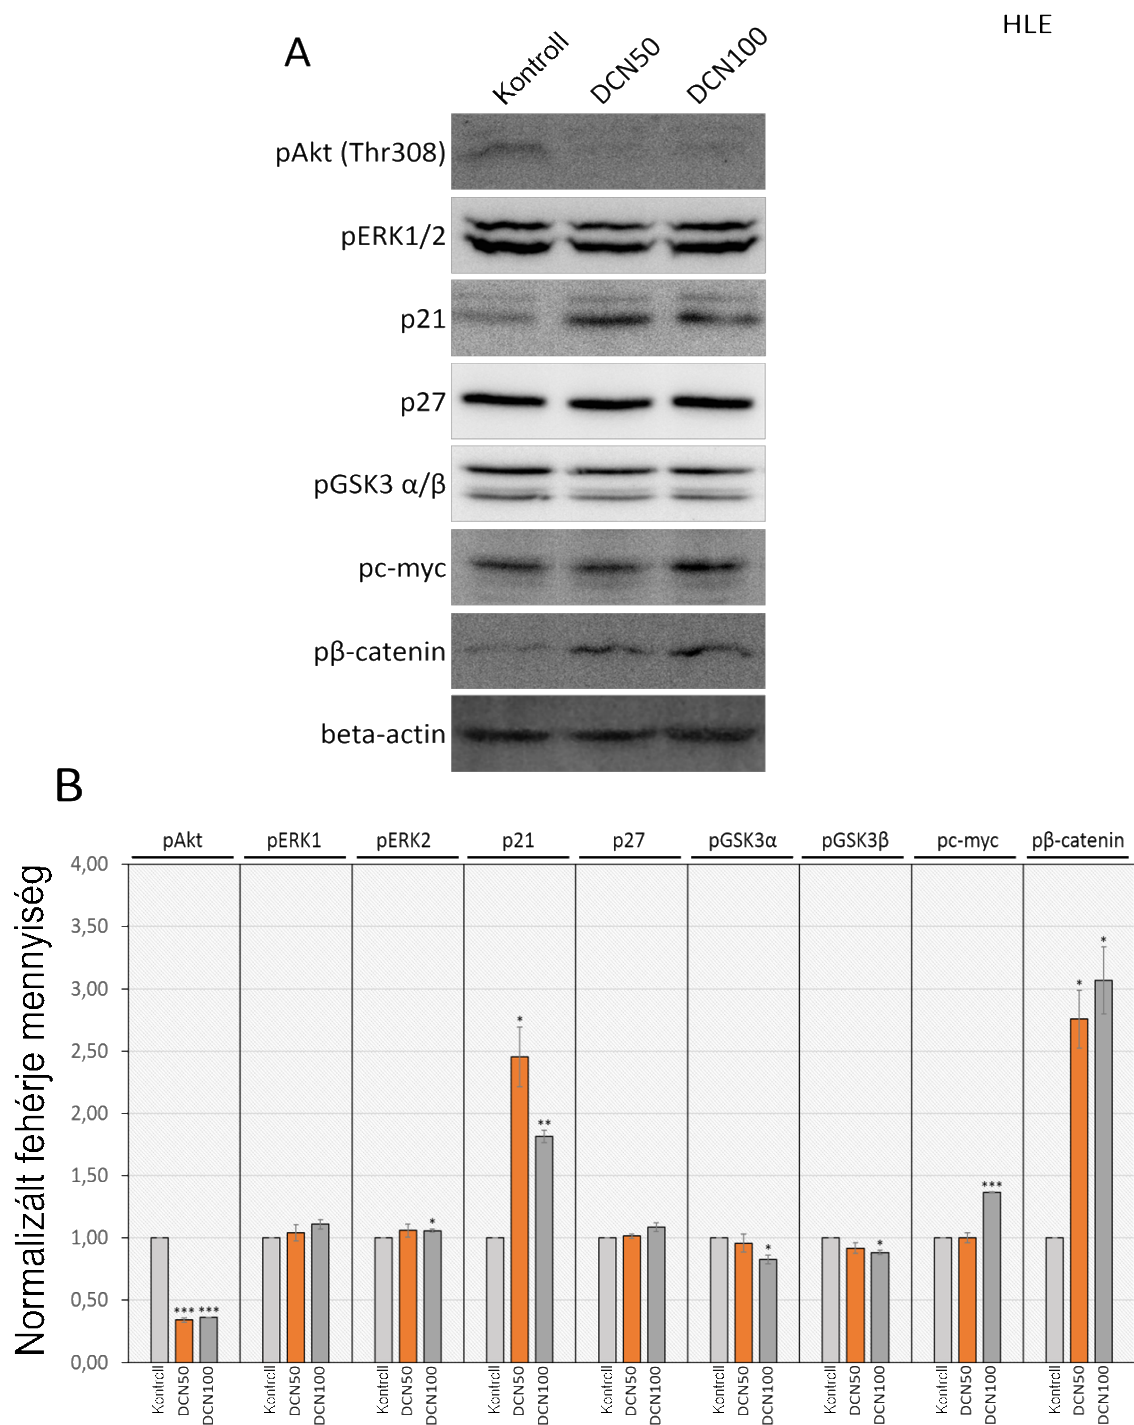 HLE
A
Kontroll DCN50 DCN100
pAkt (Thr308)
pERK1/2
p21
p27
pGSK3 α/β
pc-myc
pβ-catenin
beta-actin
B
pAkt pERK1 pERK2 p21 p27 pGSK3α pGSK3β pc-myc pβ-catenin
Normalizált fehérje mennyiség
4,00
3,50
3,00
2,50
2,00
1,50
1,00
0,50
0,00
* * * ** *** * * * *** ***
Kontroll DCN50 DCN100 Kontroll DCN50 DCN100 Kontroll DCN50 DCN100 Kontroll DCN50 DCN100 Kontroll DCN50 DCN100 Kontroll DCN50 DCN100 Kontroll DCN50 DCN100 Kontroll DCN50 DCN100 Kontroll DCN50 DCN100